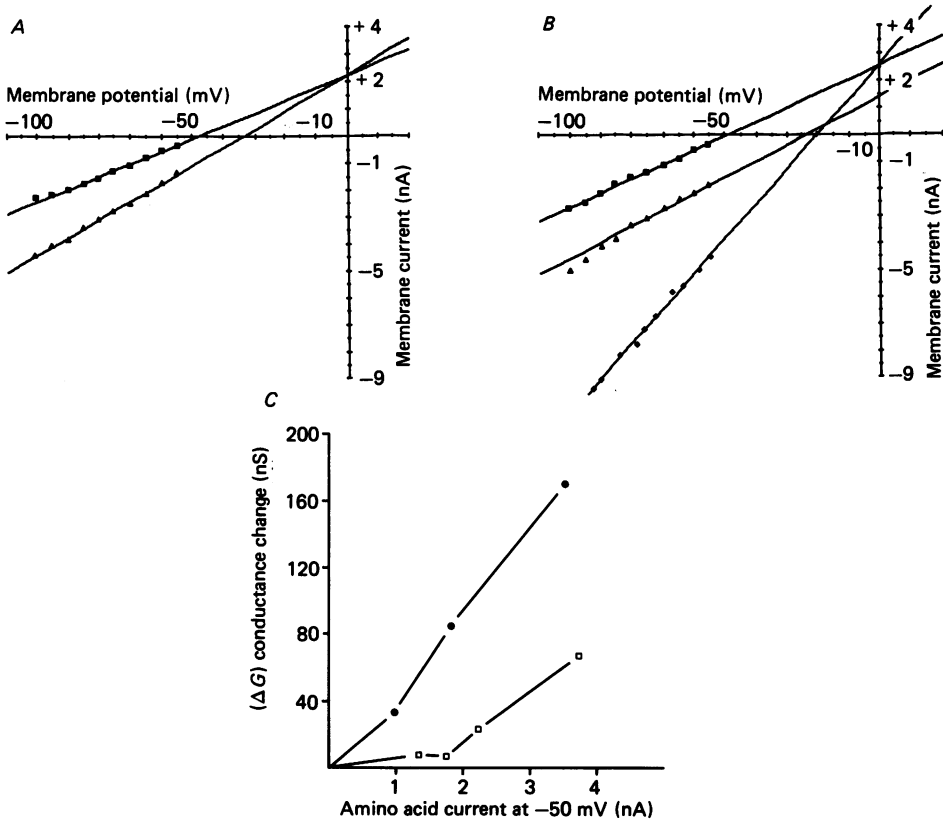 A
+ 4
+ 2
Membrane potential (mV)
−100
−50
−10
−1
−5
−9
Membrane current (nA)
B
+ 4
+ 2
Membrane potential (mV)
−100
−50
−10
−1
−5
−9
Membrane current (nA)
C
200
160
120
80
40
(ΔG) conductance change (nS)
1 2 3 4
Amino acid current at −50 mV (nA)